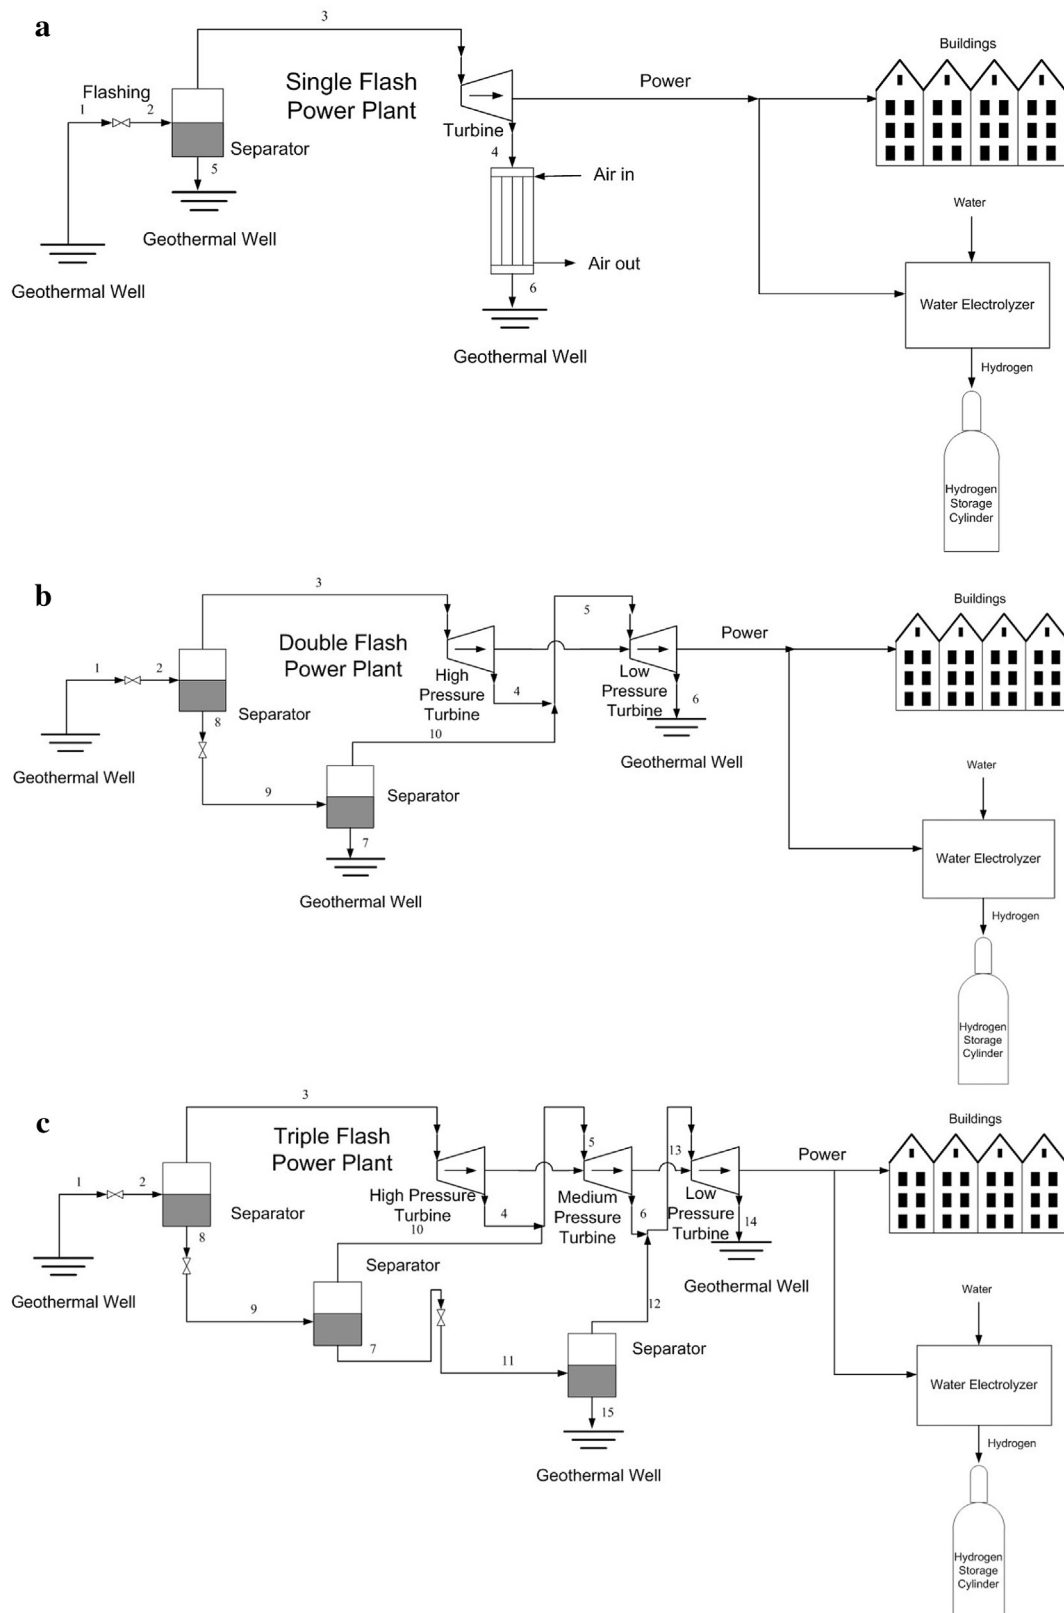 a
3
Buildings
Single Flash
Power Plant
Power
Flashing
1
2
Turbine
Separator
4
5
Air in
Water
Geothermal Well
Air out
Geothermal Well
6
Water Electrolyzer
Geothermal Well
Hydrogen
Hydrogen
Storage
Cylinder
b
3
5
Buildings
Double Flash
Power Plant
Power
1
2
High
Pressure
Turbine
Low
Pressure
Turbine
4
6
8
Separator
10
Geothermal Well
Geothermal Well
Water
9
Separator
7
Water Electrolyzer
Geothermal Well
Hydrogen
Hydrogen
Storage
Cylinder
c
3
Buildings
Triple Flash
Power Plant
5
13
Power
1
2
High Pressure
Turbine
Medium
Pressure
Turbine
Low
Pressure
Turbine
Separator
4
6
14
8
10
Separator
Geothermal Well
Geothermal Well
Water
9
12
7
Separator
11
Water Electrolyzer
15
Hydrogen
Geothermal Well
Hydrogen
Storage
Cylinder